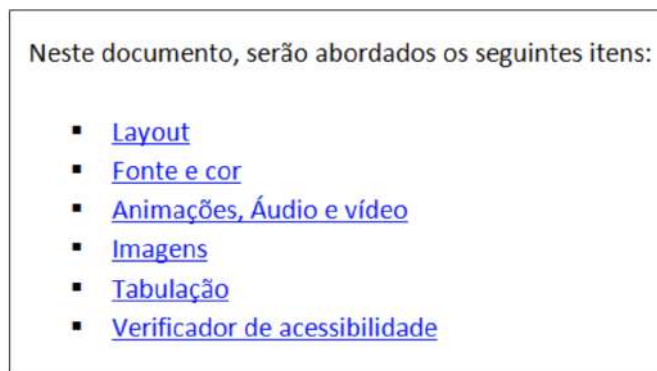 Neste documento, serão abordados os seguintes itens:
▪ Layout
▪ Fonte e cor
▪ Animações, Áudio e vídeo
▪ Imagens
▪ Tabulação
▪ Verificador de acessibilidade